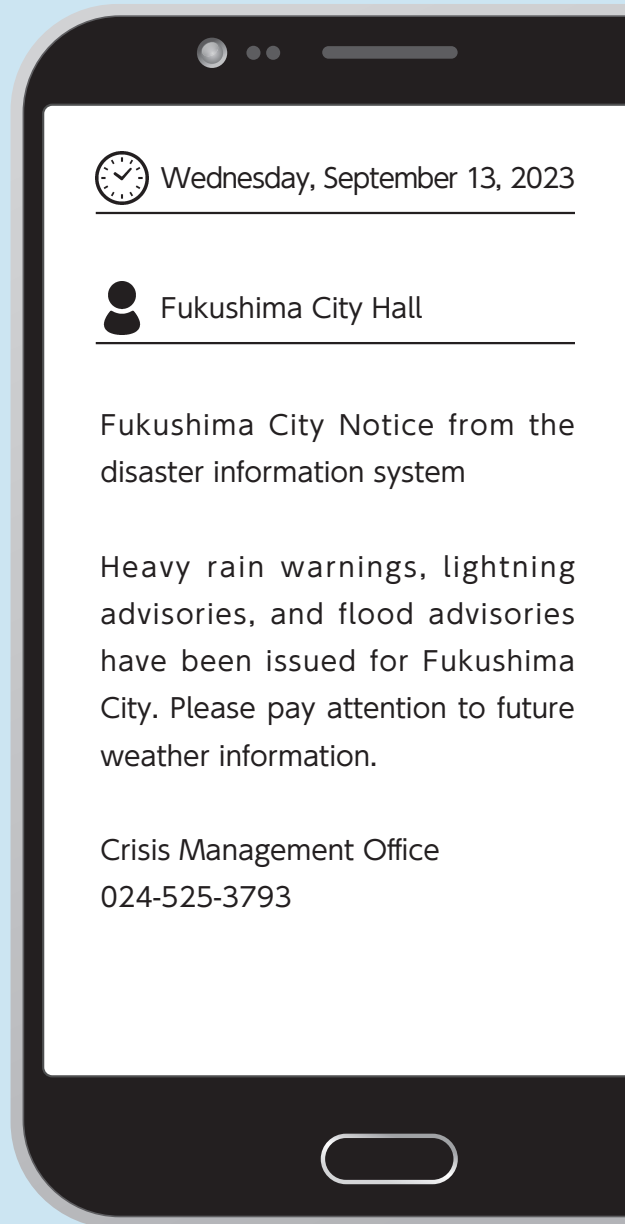 Wednesday, September 13, 2023
Fukushima City Hall
Fukushima City Notice from the
disaster information system
Heavy rain warnings, lightning
advisories, and flood advisories
have been issued for Fukushima
City. Please pay attention to future
weather information.
Crisis Management Office
024-525-3793